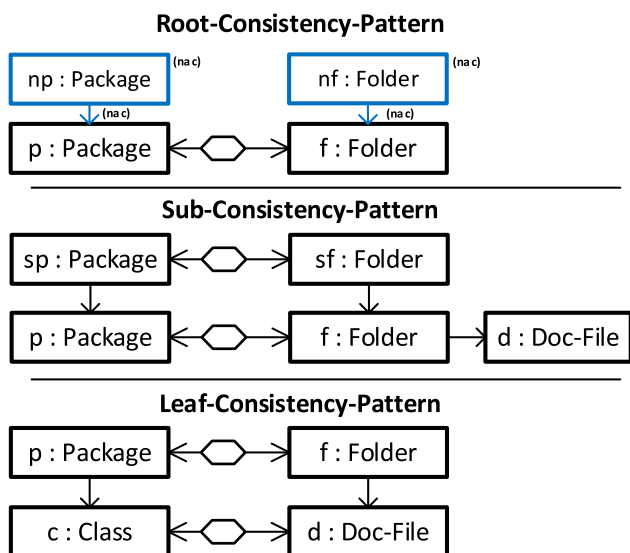 Root-Consistency-Pattern
(nac) (nac)
np : Package nf : Folder
(nac) (nac)
p : Package f : Folder
Sub-Consistency-Pattern
sp : Package sf : Folder
p : Package f : Folder d : Doc-File
Leaf-Consistency-Pattern
p : Package f : Folder
c : Class d : Doc-File